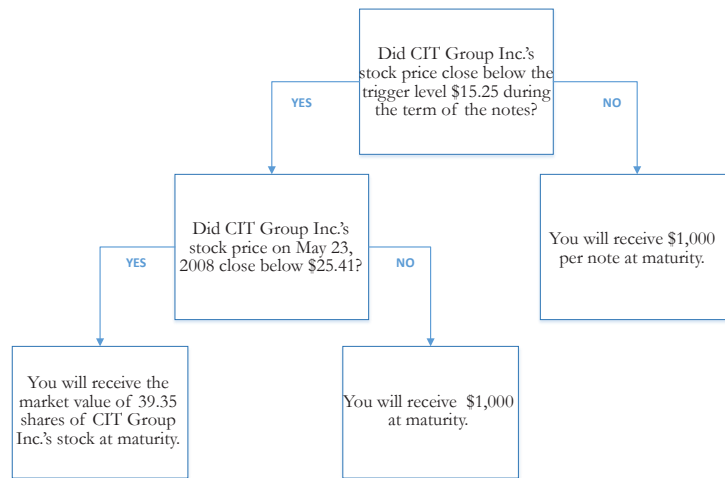 Did CIT Group Inc.'s
stock price close below the
trigger level $15.25 during
the term of the notes?
YES
NO
Did CIT Group Inc.'s
stock price on May 23,
2008 close below $25.41?
You will receive $1,000
per note at maturity.
YES
NO
You will receive the
market value of 39.35
shares of CIT Group
Inc.'s stock at maturity.
You will receive $1,000
at maturity.